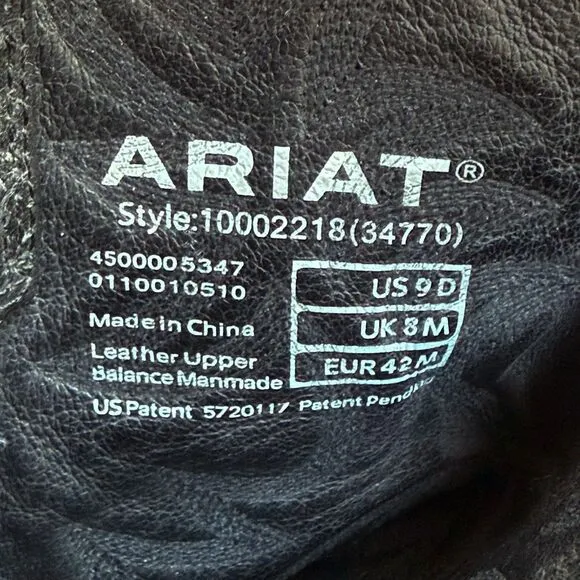 ARIAT®
Style:10002218(34770)
4500005347
0110010510
Made in China
Leather Upper
Balance Manmade
US 9 D
UK 8 M
EUR 42 M
US.Patent 5720117 Patent Pending